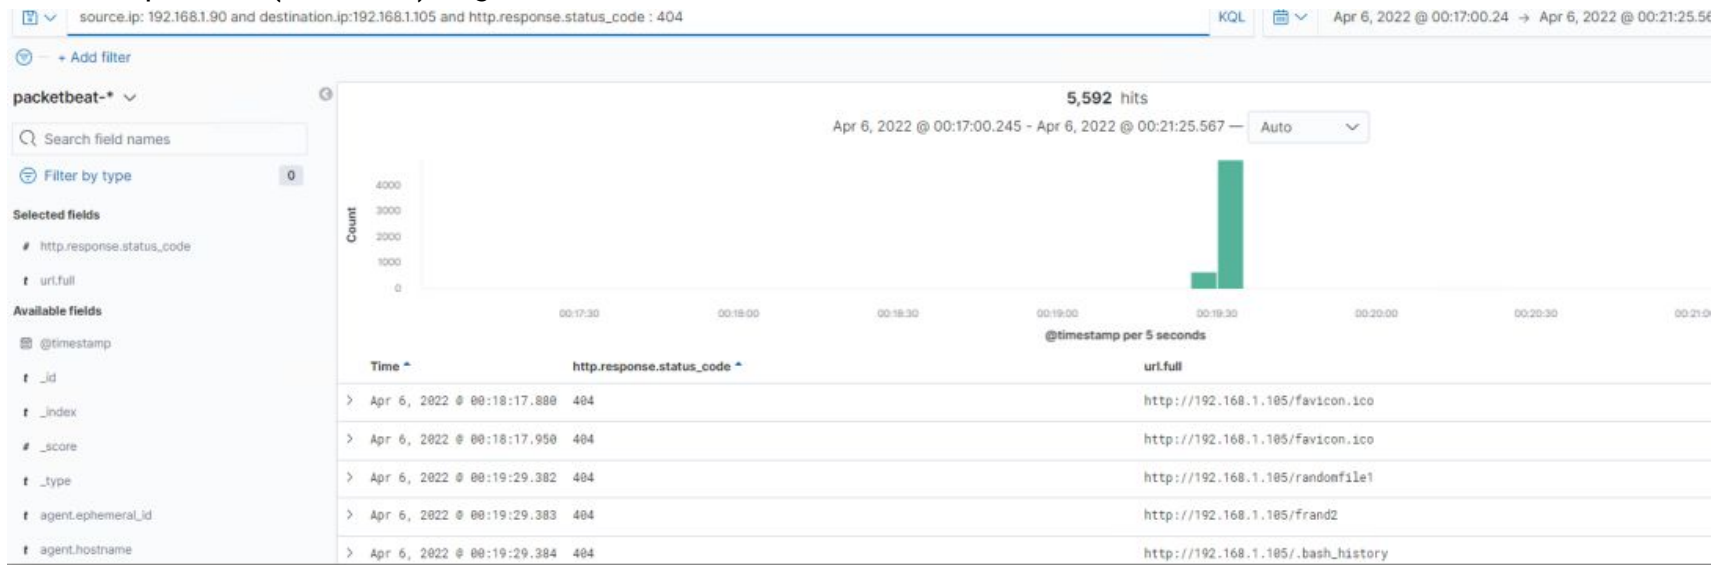 source.ip: 192.168.1.90 and destination.ip:192.168.1.105 and http.response.status_code : 404
KQL
Apr 6, 2022 @ 00:17:00.24 → Apr 6, 2022 @ 00:21:25.56
+ Add filter
packetbeat-*
5,592 hits
Apr 6, 2022 @ 00:17:00.245 - Apr 6, 2022 @ 00:21:25.567 — Auto
Search field names
Filter by type 0
Selected fields
# http.response.status_code
t url.full
Available fields
@timestamp
t _id
t _index
# _score
t _type
t agent.ephemeral_id
t agent.hostname
Count
4000
3000
2000
1000
0
00:17:30 00:18:00 00:18:30 00:19:00 00:19:30 00:20:00 00:20:30 00:21:0
@timestamp per 5 seconds
Time http.response.status_code url.full
> Apr 6, 2022 @ 00:18:17.880 404 http://192.168.1.105/favicon.ico
> Apr 6, 2022 @ 00:18:17.950 404 http://192.168.1.105/favicon.ico
> Apr 6, 2022 @ 00:19:29.382 404 http://192.168.1.105/randomfile1
> Apr 6, 2022 @ 00:19:29.383 404 http://192.168.1.105/frand2
> Apr 6, 2022 @ 00:19:29.384 404 http://192.168.1.105/.bash_history